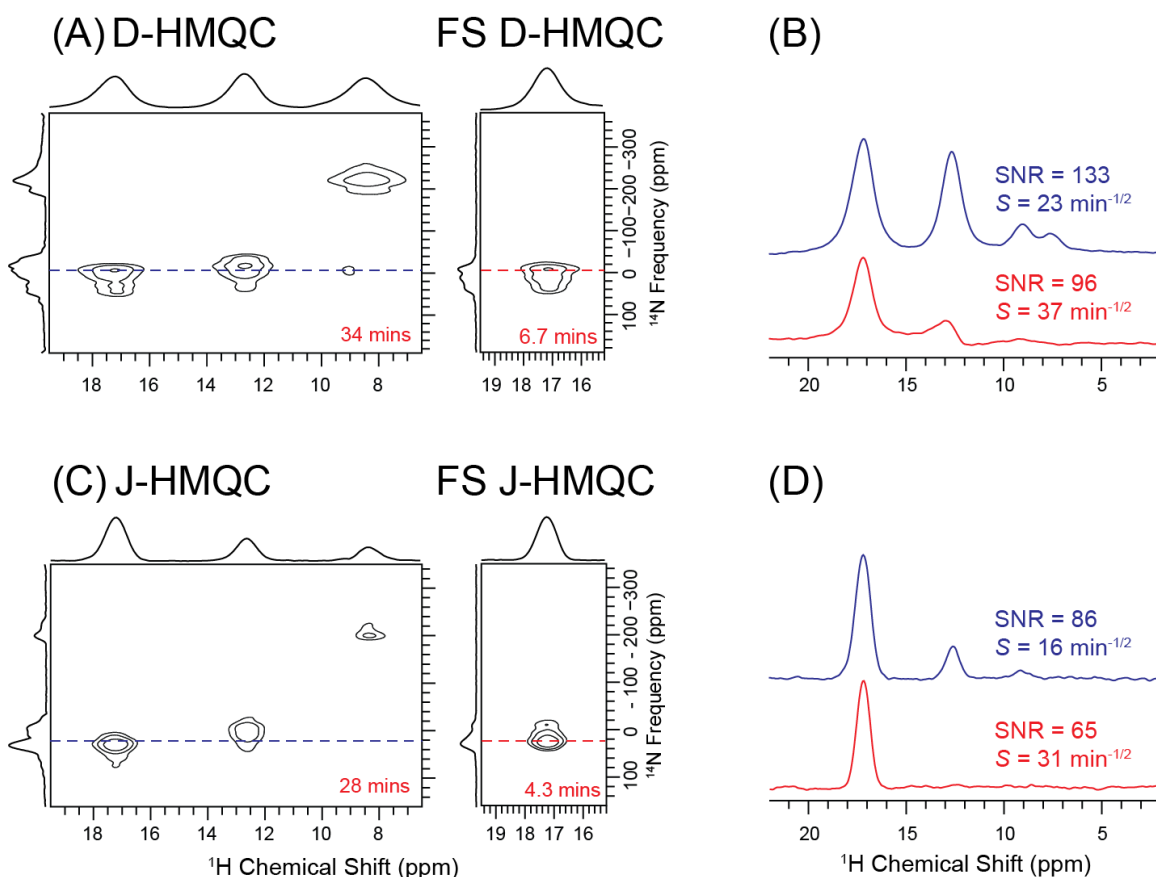 (A) D-HMQC
FS D-HMQC
(B)
−300
−200
−100
0
100
¹⁴N Frequency (ppm)
34 mins
6.7 mins
18 16 14 12 10 8
19 18 17 16
SNR = 133
S = 23 min⁻¹/²
SNR = 96
S = 37 min⁻¹/²
20 15 10 5
(C) J-HMQC
FS J-HMQC
(D)
−300
- 200
−100
0
100
¹⁴N Frequency (ppm)
28 mins
4.3 mins
18 16 14 12 10 8
19 18 17 16
¹H Chemical Shift (ppm)
SNR = 86
S = 16 min⁻¹/²
SNR = 65
S = 31 min⁻¹/²
20 15 10 5
¹H Chemical Shift (ppm)